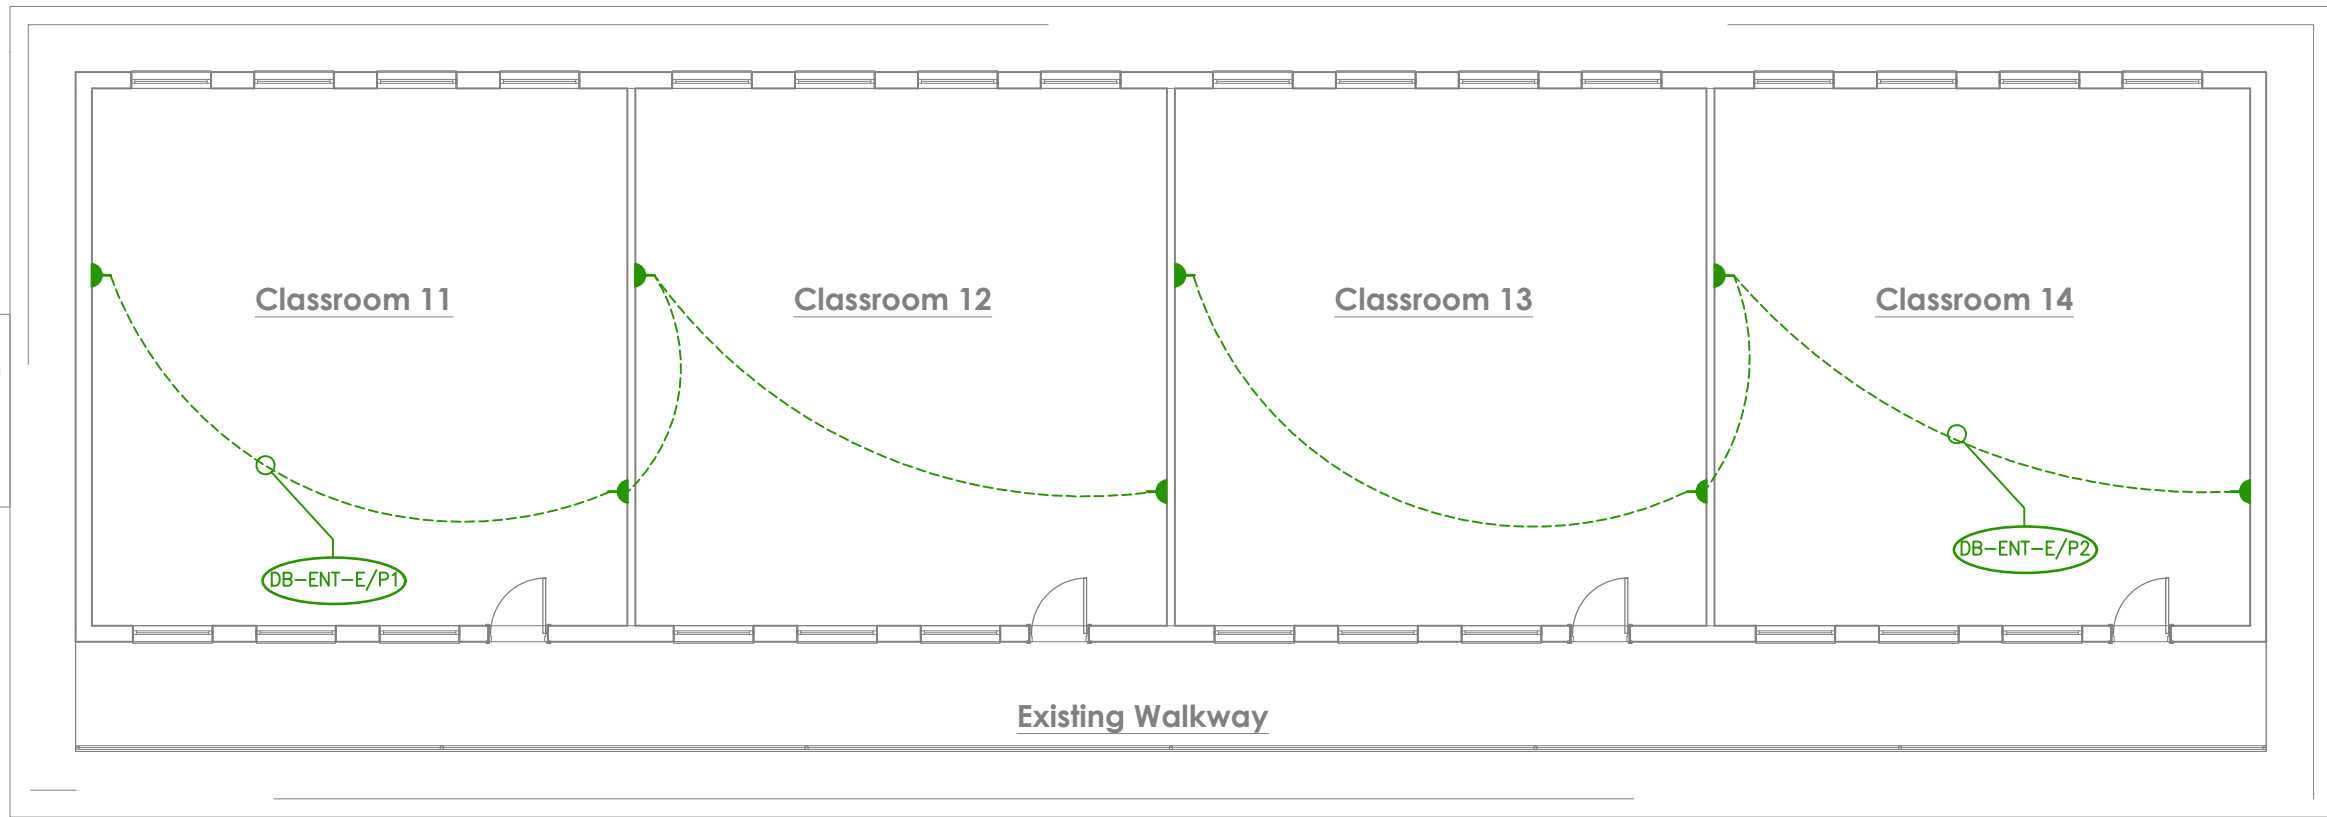 Classroom 11
Classroom 12
Classroom 13
Classroom 14
DB-ENT-E/P1
DB-ENT-E/P2
Existing Walkway